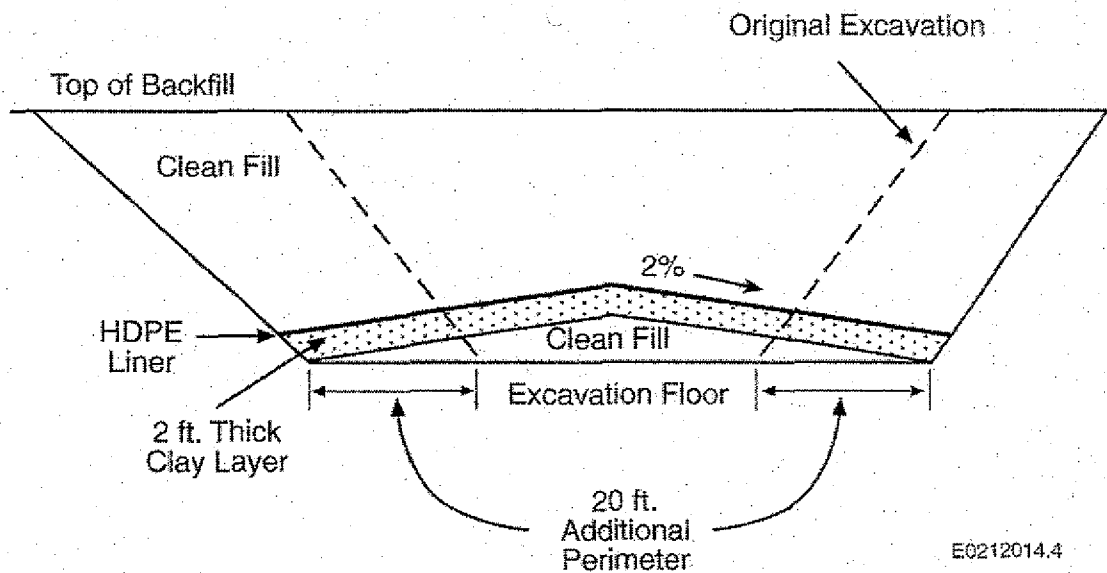 Original Excavation
Top of Backfill
Clean Fill
2%
HDPE
Liner
Clean Fill
Excavation Floor
2 ft. Thick
Clay Layer
20 ft.
Additional
Perimeter
E0212014.4